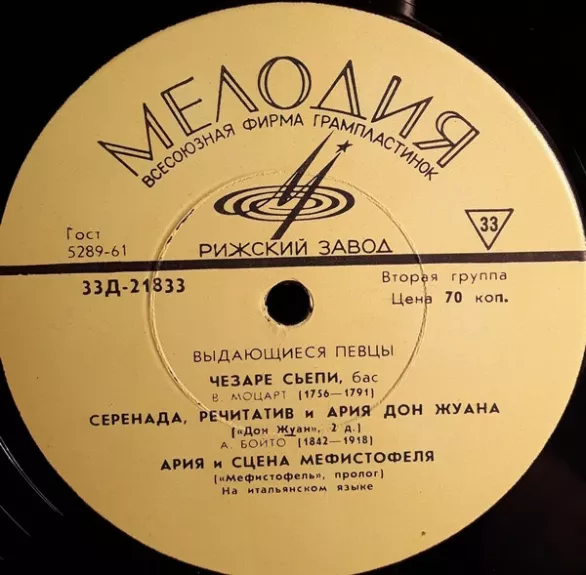 МЕЛОДИЯ
ВСЕСОЮЗНАЯ ФИРМА ГРАМПЛАСТИНОК
Гост
5289-61
33
РИЖСКИЙ ЗАВОД
33Д-21833
Вторая группа
Цена 70 коп.
ВЫДАЮЩИЕСЯ ПЕВЦЫ
ЧЕЗАРЕ СЬЕПИ, бас
В. МОЦАРТ (1756—1791)
СЕРЕНАДА, РЕЧИТАТИВ и АРИЯ ДОН ЖУАНА
(«Дон Жуан», 2 д.)
А. БОЙТО (1842—1918)
АРИЯ и СЦЕНА МЕФИСТОФЕЛЯ
(«Мефистофель», пролог)
На итальянском языке